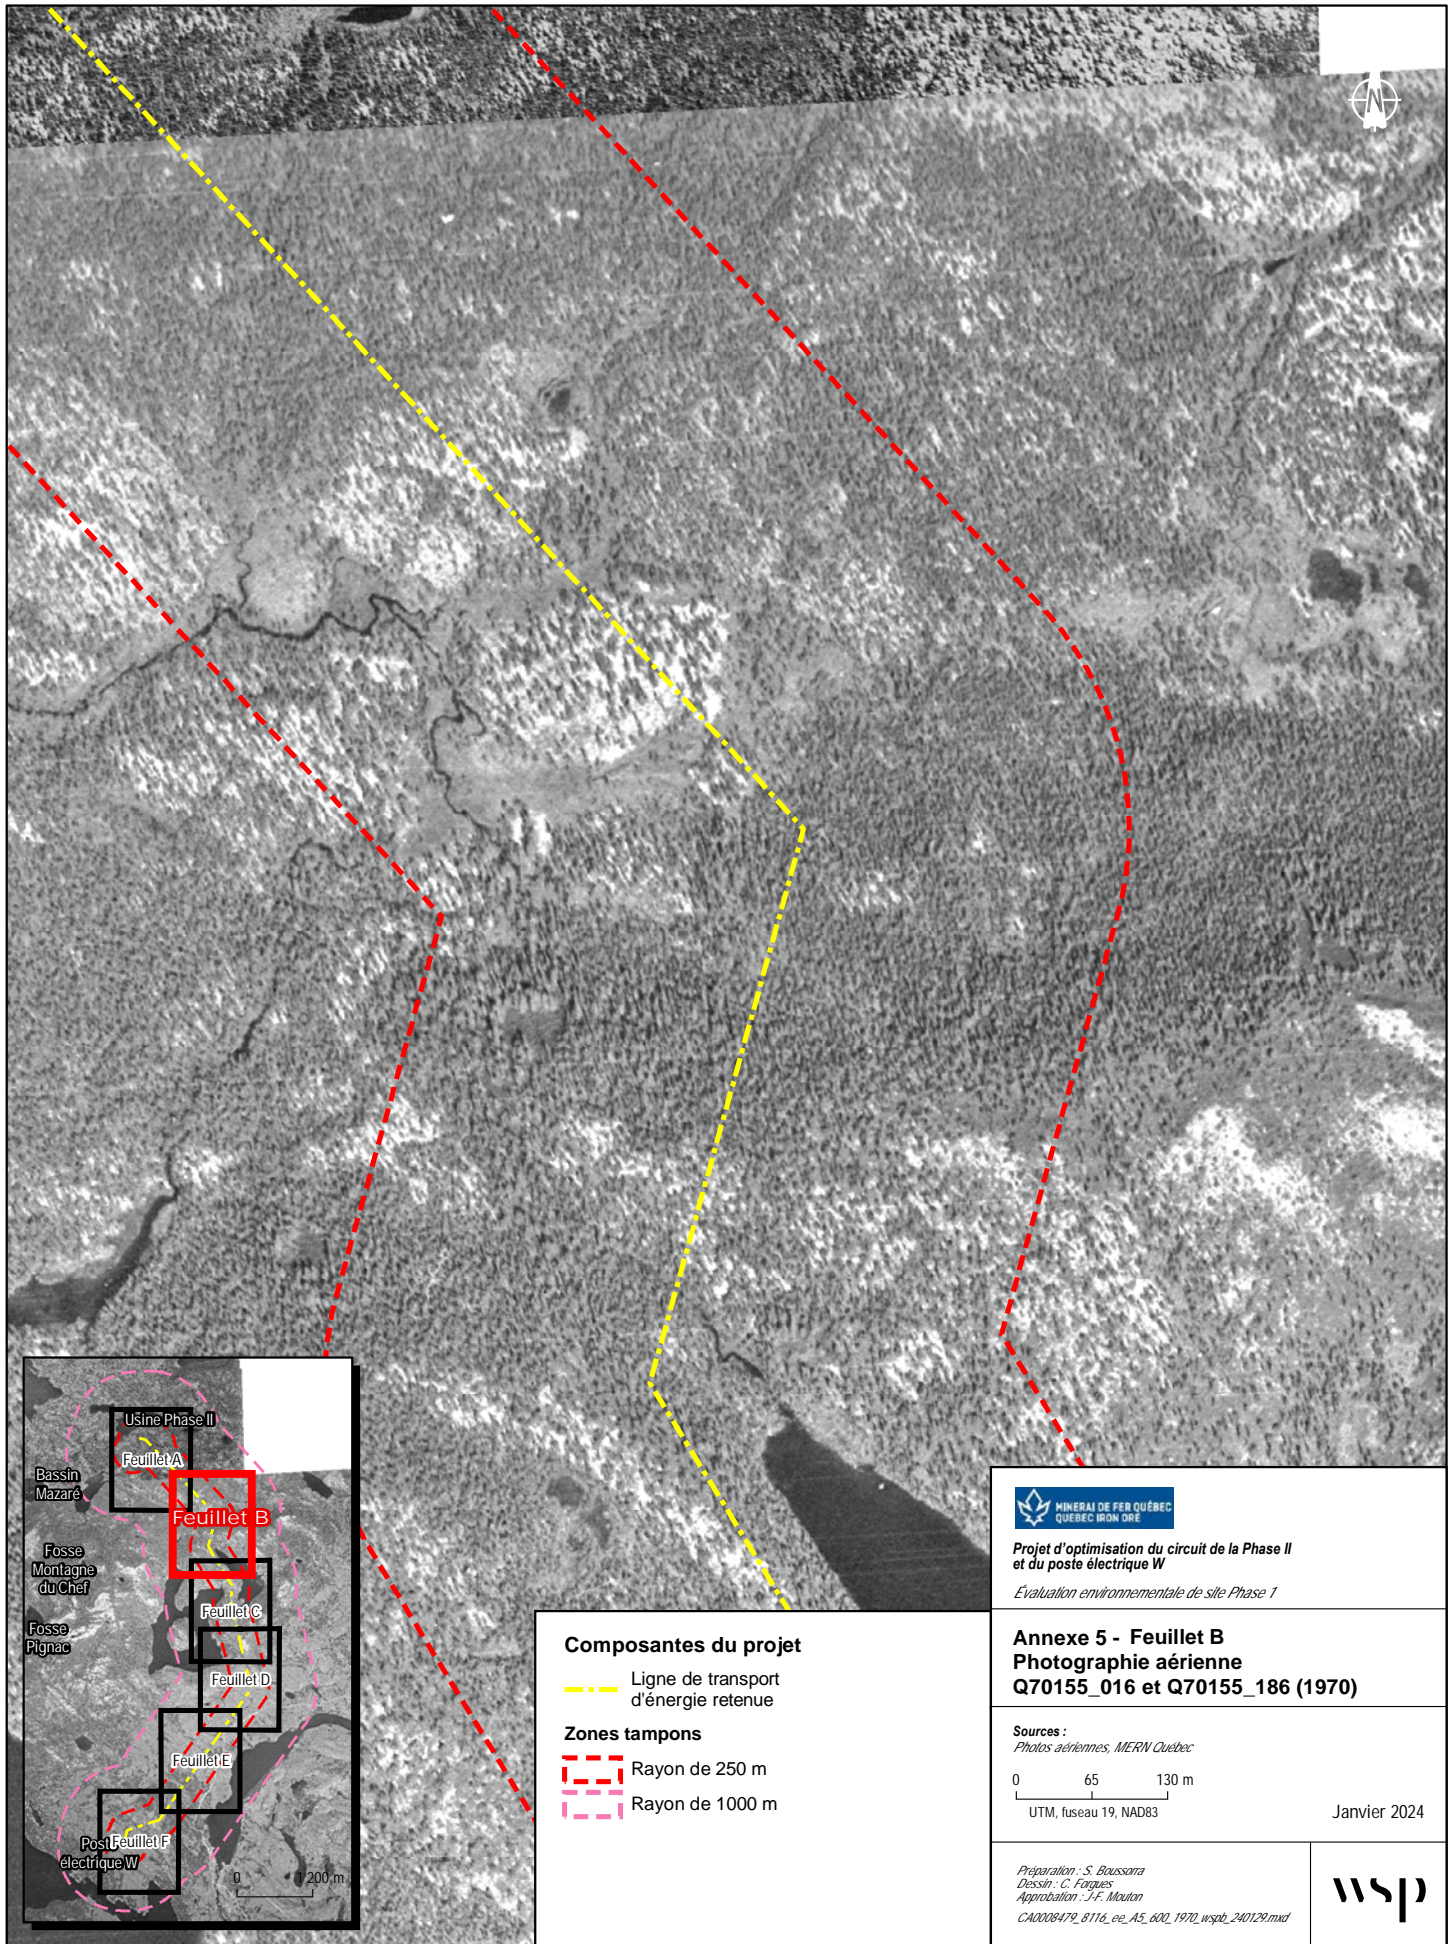 N
Usine Phase II
Feuillet A
Bassin
Mazaré
Feuillet B
Fosse
Montagne
du Chef
Feuillet C
Fosse
Pignac
Feuillet D
Feuillet E
Feuillet F
Post
électrique W
0 1 200 m
Composantes du projet
Ligne de transport
d'énergie retenue
Zones tampons
Rayon de 250 m
Rayon de 1000 m
MINERAI DE FER QUÉBEC
QUEBEC IRON ORE
Projet d'optimisation du circuit de la Phase II
et du poste électrique W
Évaluation environnementale de site Phase 1
Annexe 5 - Feuillet B
Photographie aérienne
Q70155_016 et Q70155_186 (1970)
Sources :
Photos aériennes, MERN Québec
0 65 130 m
UTM, fuseau 19, NAD83
Janvier 2024
Préparation : S. Boussorra
Dessin : C. Forgues
Approbation : J-F. Mouton
CA0008479_8116_ee_A5_600_1970_wspb_240129.mxd
wsp